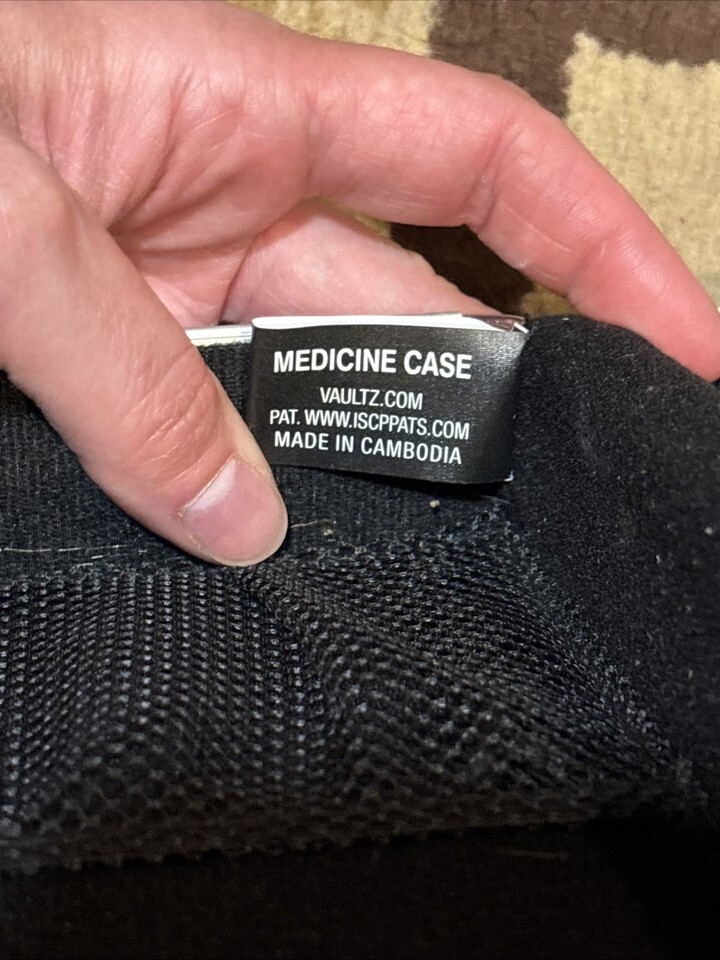 MEDICINE CASE
VAULTZ.COM
PAT. WWW.ISCPPATS.COM
MADE IN CAMBODIA